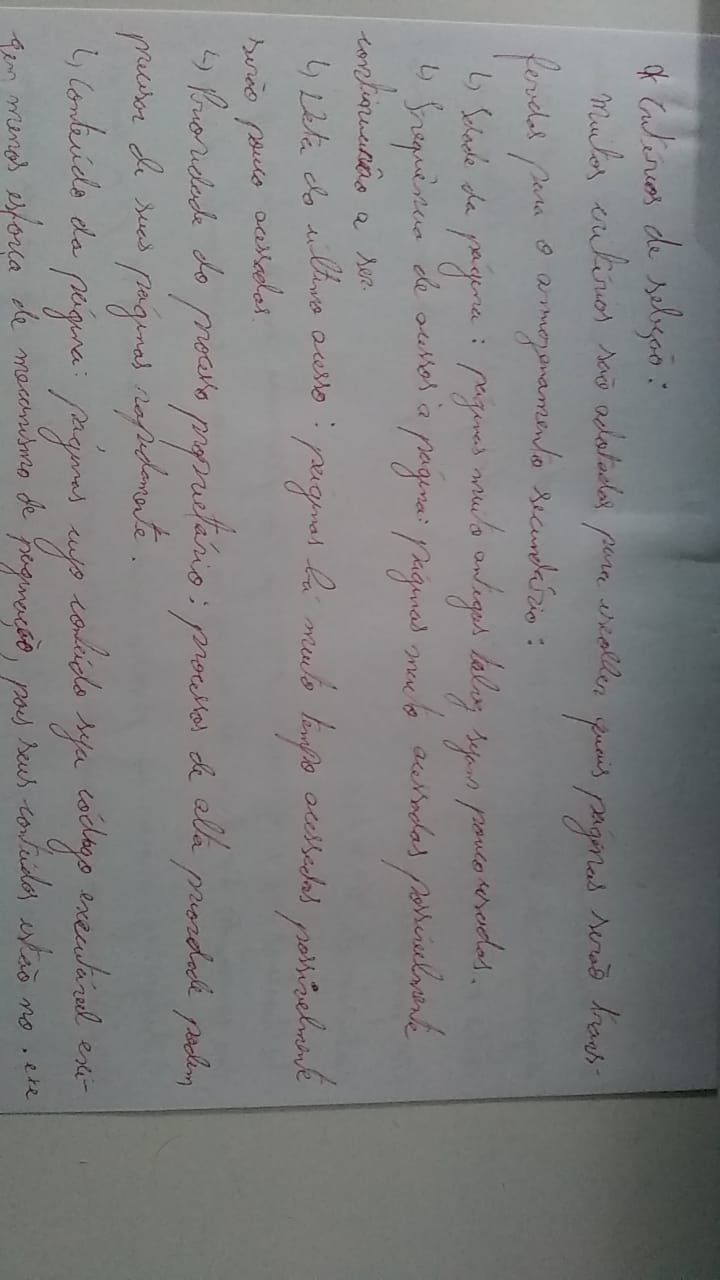 * Critérios de seleção:
Muitos critérios são adotados para escolher quais páginas serão trans-
feridas para o armazenamento secundário:
↳ Idade da página: páginas muito antigas talvez sejam pouco usadas.
↳ Frequência de acessos à página: páginas muito acessadas possivelmente
continuarão a ser.
↳ Data do último acesso: páginas há muito tempo acessadas possivelmente
serão pouco acessadas.
↳ Prioridade do processo proprietário: processos de alta prioridade podem
precisar de suas páginas rapidamente.
↳ Conteúdo da página: páginas cujo conteúdo seja código executável exi-
gem menos esforço de mecanismo de paginação, pois seus conteúdos estão no .exe